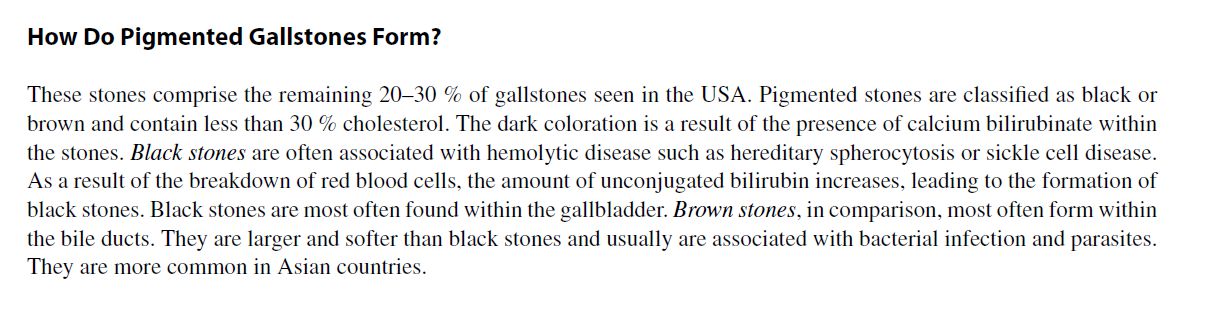 How Do Pigmented Gallstones Form?
These stones comprise the remaining 20–30 % of gallstones seen in the USA. Pigmented stones are classified as black or
brown and contain less than 30 % cholesterol. The dark coloration is a result of the presence of calcium bilirubinate within
the stones. Black stones are often associated with hemolytic disease such as hereditary spherocytosis or sickle cell disease.
As a result of the breakdown of red blood cells, the amount of unconjugated bilirubin increases, leading to the formation of
black stones. Black stones are most often found within the gallbladder. Brown stones, in comparison, most often form within
the bile ducts. They are larger and softer than black stones and usually are associated with bacterial infection and parasites.
They are more common in Asian countries.